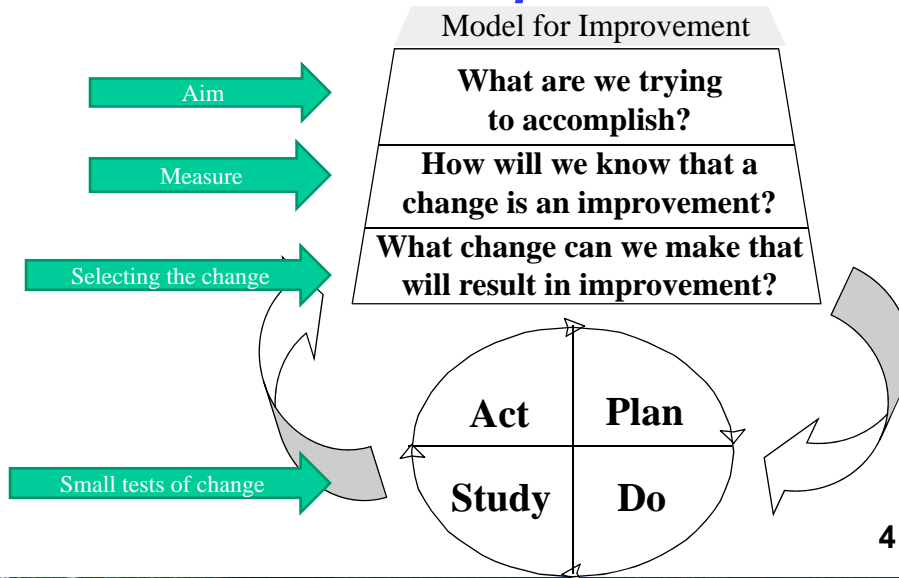 Model for Improvement
Aim
What are we trying
to accomplish?
Measure
How will we know that a
change is an improvement?
Selecting the change
What change can we make that
will result in improvement?
Act
Plan
Small tests of change
Study
Do
4